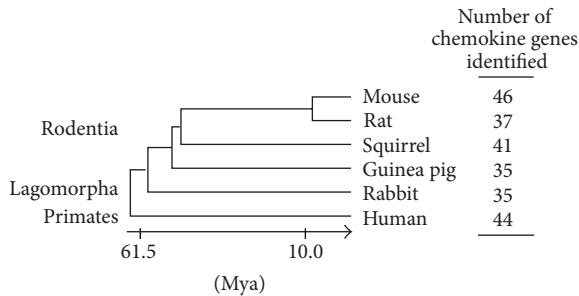 Number of
chemokine genes
identified
Rodentia
Lagomorpha
Primates
Mouse 46
Rat 37
Squirrel 41
Guinea pig 35
Rabbit 35
Human 44
61.5 10.0
(Mya)